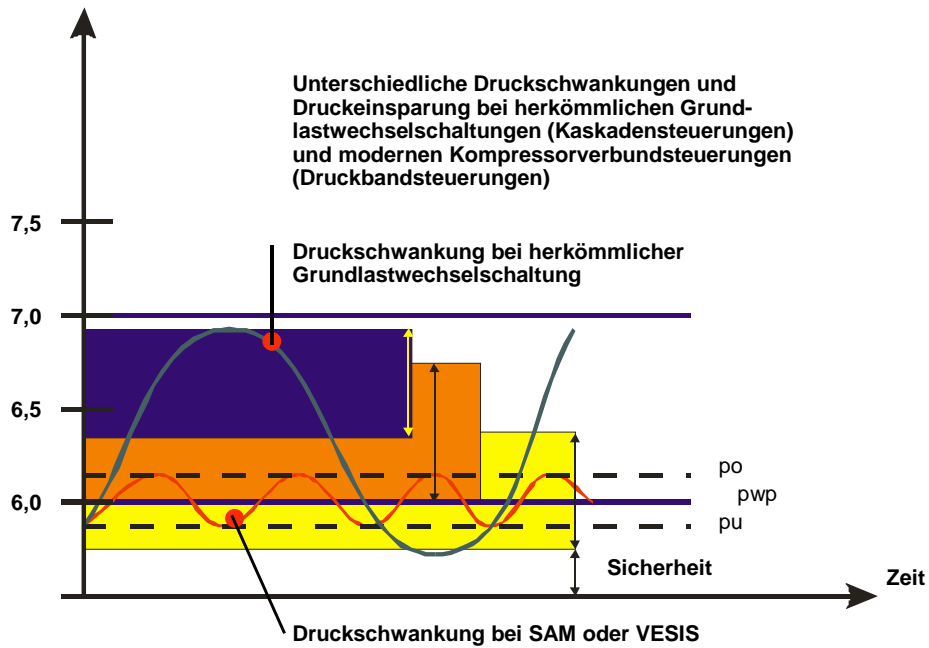 Unterschiedliche Druckschwankungen und
Druckeinsparung bei herkömmlichen Grund-
lastwechselschaltungen (Kaskadensteuerungen)
und modernen Kompressorverbundsteuerungen
(Druckbandsteuerungen)
7,5
Druckschwankung bei herkömmlicher
Grundlastwechselschaltung
7,0
6,5
po
6,0
pwp
pu
Sicherheit
Zeit
Druckschwankung bei SAM oder VESIS